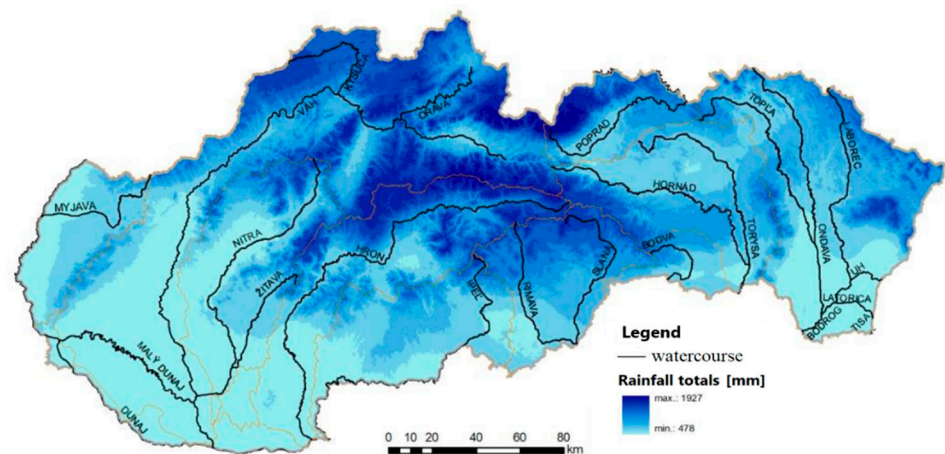 KYSUCA
VÁH
ORAVA
POPRAD
TOPĽA
LABOREC
HORNÁD
MYJAVA
NITRA
ŽITAVA
HRON
IPEĽ
RIMAVA
SLANÁ
BODVA
TORYSA
ONDAVA
UH
LATORICA
BODROG
TISA
MALÝ DUNAJ
DUNAJ
Legend
watercourse
Rainfall totals [mm]
max.: 1927
min.: 478
0 10 20 40 60 80
km